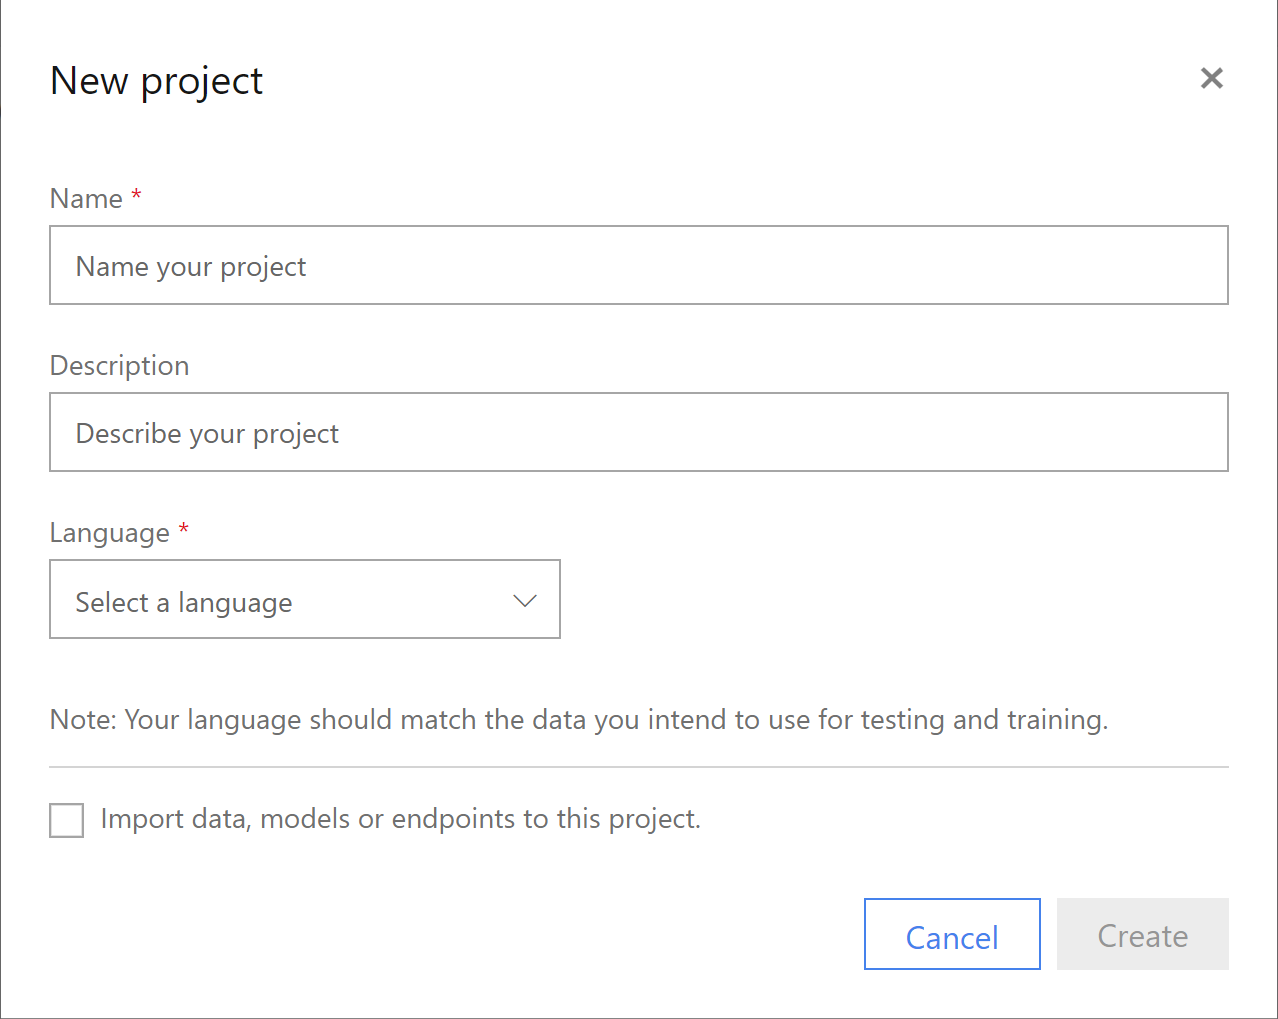 New project
Name *
Name your project
Description
Describe your project
Language *
Select a language
Note: Your language should match the data you intend to use for testing and training.
Import data, models or endpoints to this project.
Cancel
Create